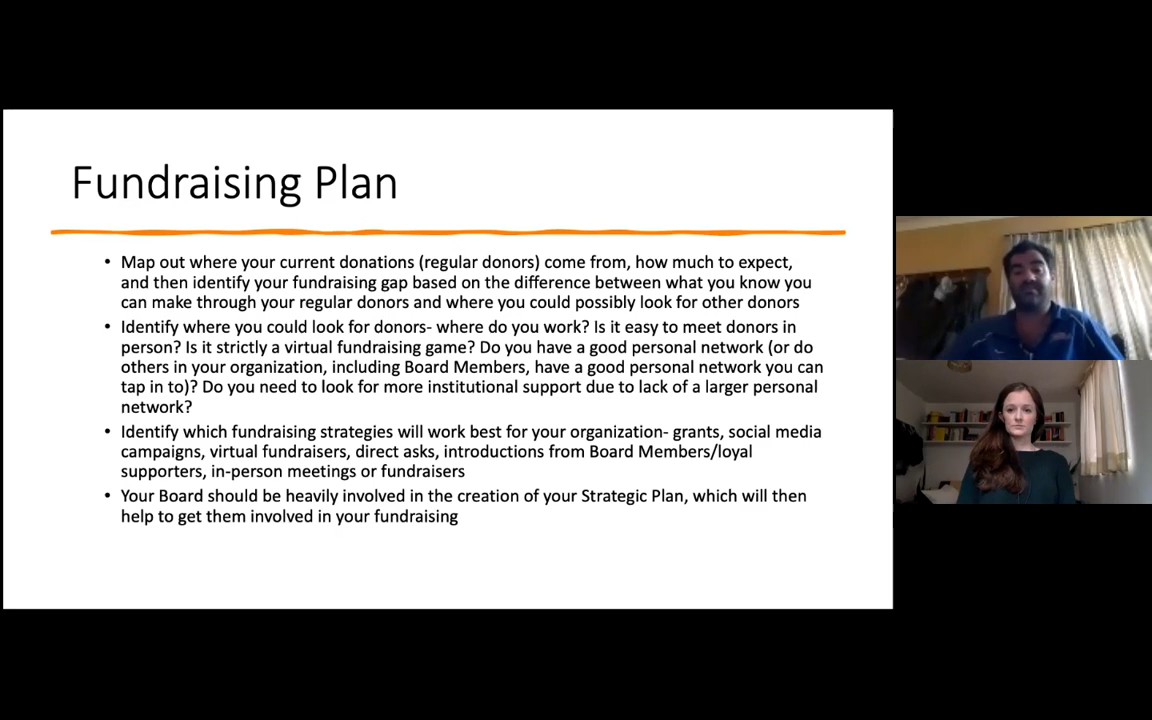 Fundraising Plan
• Map out where your current donations (regular donors) come from, how much to expect,
and then identify your fundraising gap based on the difference between what you know you
can make through your regular donors and where you could possibly look for other donors
• Identify where you could look for donors- where do you work? Is it easy to meet donors in
person? Is it strictly a virtual fundraising game? Do you have a good personal network (or do
others in your organization, including Board Members, have a good personal network you can
tap in to)? Do you need to look for more institutional support due to lack of a larger personal
network?
• Identify which fundraising strategies will work best for your organization- grants, social media
campaigns, virtual fundraisers, direct asks, introductions from Board Members/loyal
supporters, in-person meetings or fundraisers
• Your Board should be heavily involved in the creation of your Strategic Plan, which will then
help to get them involved in your fundraising